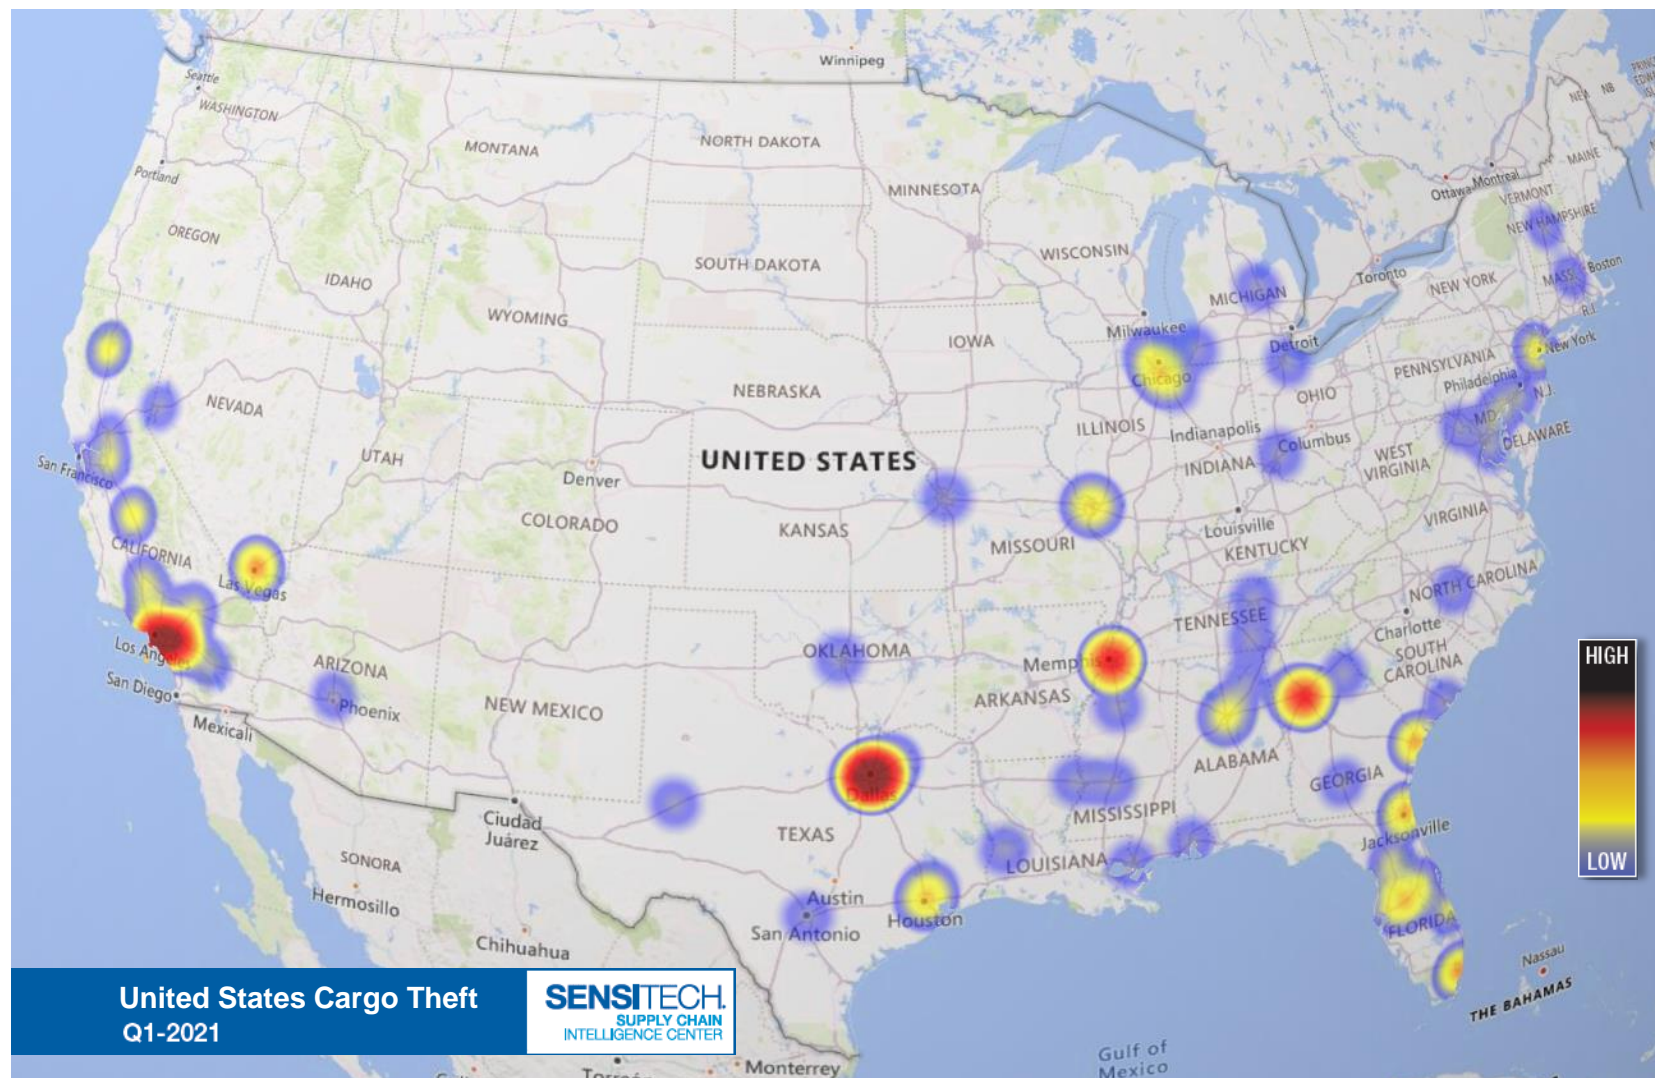 Winnipeg
Seattle
WASHINGTON
MONTANA
NORTH DAKOTA
MINNESOTA
Ottawa
Montreal
MAINE
NB
VERMONT
NEW HAMPSHIRE
Portland
OREGON
IDAHO
SOUTH DAKOTA
WISCONSIN
Toronto
NEW YORK
MASS.
Boston
R.I.
WYOMING
MICHIGAN
Milwaukee
Detroit
IOWA
Chicago
New York
PENNSYLVANIA
Philadelphia
N.J.
NEVADA
NEBRASKA
OHIO
MD.
DELAWARE
ILLINOIS
Indianapolis
Columbus
INDIANA
WEST
VIRGINIA
UTAH
UNITED STATES
San Francisco
Denver
COLORADO
KANSAS
MISSOURI
Louisville
KENTUCKY
VIRGINIA
CALIFORNIA
Las Vegas
NORTH CAROLINA
TENNESSEE
Charlotte
SOUTH
CAROLINA
Los Angeles
ARIZONA
OKLAHOMA
Memphis
ARKANSAS
San Diego
Phoenix
NEW MEXICO
Mexicali
Dallas
ALABAMA
GEORGIA
MISSISSIPPI
Ciudad
Juárez
TEXAS
Jacksonville
LOUISIANA
SONORA
Hermosillo
Austin
Houston
San Antonio
FLORIDA
Chihuahua
Nassau
THE BAHAMAS
Gulf of
Mexico
Monterrey
HIGH
LOW
United States Cargo Theft
Q1-2021
SENSITECH.
SUPPLY CHAIN
INTELLIGENCE CENTER